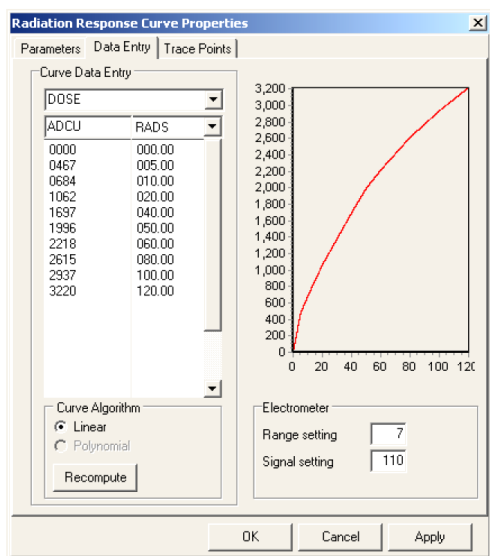 Radiation Response Curve Properties
Parameters Data Entry Trace Points
Curve Data Entry
DOSE
ADCU RADS
0000 000.00
0467 005.00
0684 010.00
1062 020.00
1697 040.00
1996 050.00
2218 060.00
2615 080.00
2937 100.00
3220 120.00
Curve Algorithm
Linear
Polynomial
Recompute
3,200
3,000
2,800
2,600
2,400
2,200
2,000
1,800
1,600
1,400
1,200
1,000
800
600
400
200
0
0 20 40 60 80 100 120
Electrometer
Range setting 7
Signal setting 110
OK Cancel Apply